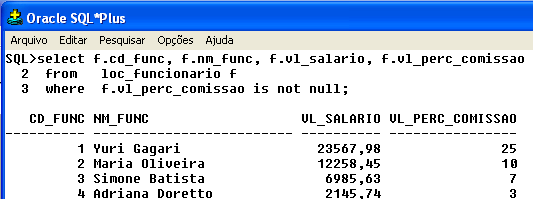 Oracle SQL*Plus
Arquivo Editar Pesquisar Opções Ajuda
SQL>select f.cd_func, f.nm_func, f.vl_salario, f.vl_perc_comissao
2 from loc_funcionario f
3 where f.vl_perc_comissao is not null;
CD_FUNC NM_FUNC VL_SALARIO VL_PERC_COMISSAO
---------- ------------------------- ---------- ----------------
1 Yuri Gagari 23567,98 25
2 Maria Oliveira 12258,45 10
3 Simone Batista 6985,63 7
4 Adriana Doretto 2145,74 3